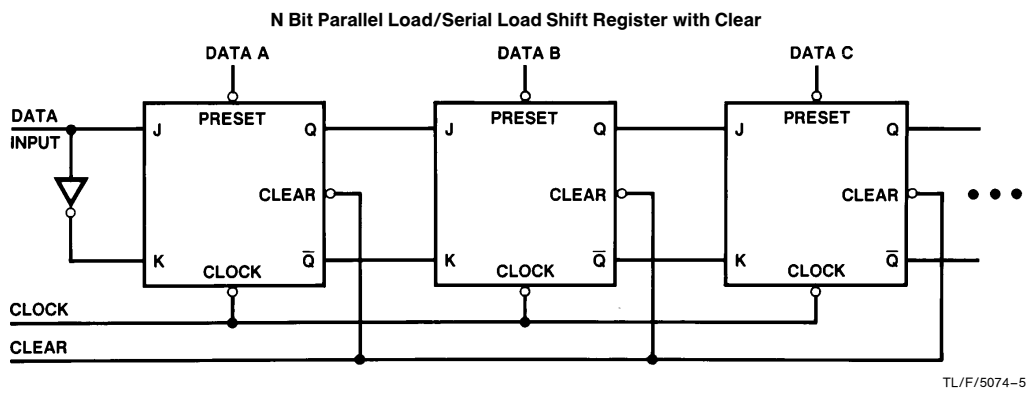 N Bit Parallel Load/Serial Load Shift Register with Clear
DATA A DATA B DATA C
DATA
INPUT
J PRESET Q J PRESET Q J PRESET Q
CLEAR CLEAR CLEAR
K CLOCK Q̅ K CLOCK Q̅ K CLOCK Q̅
CLOCK
CLEAR
TL/F/5074–5